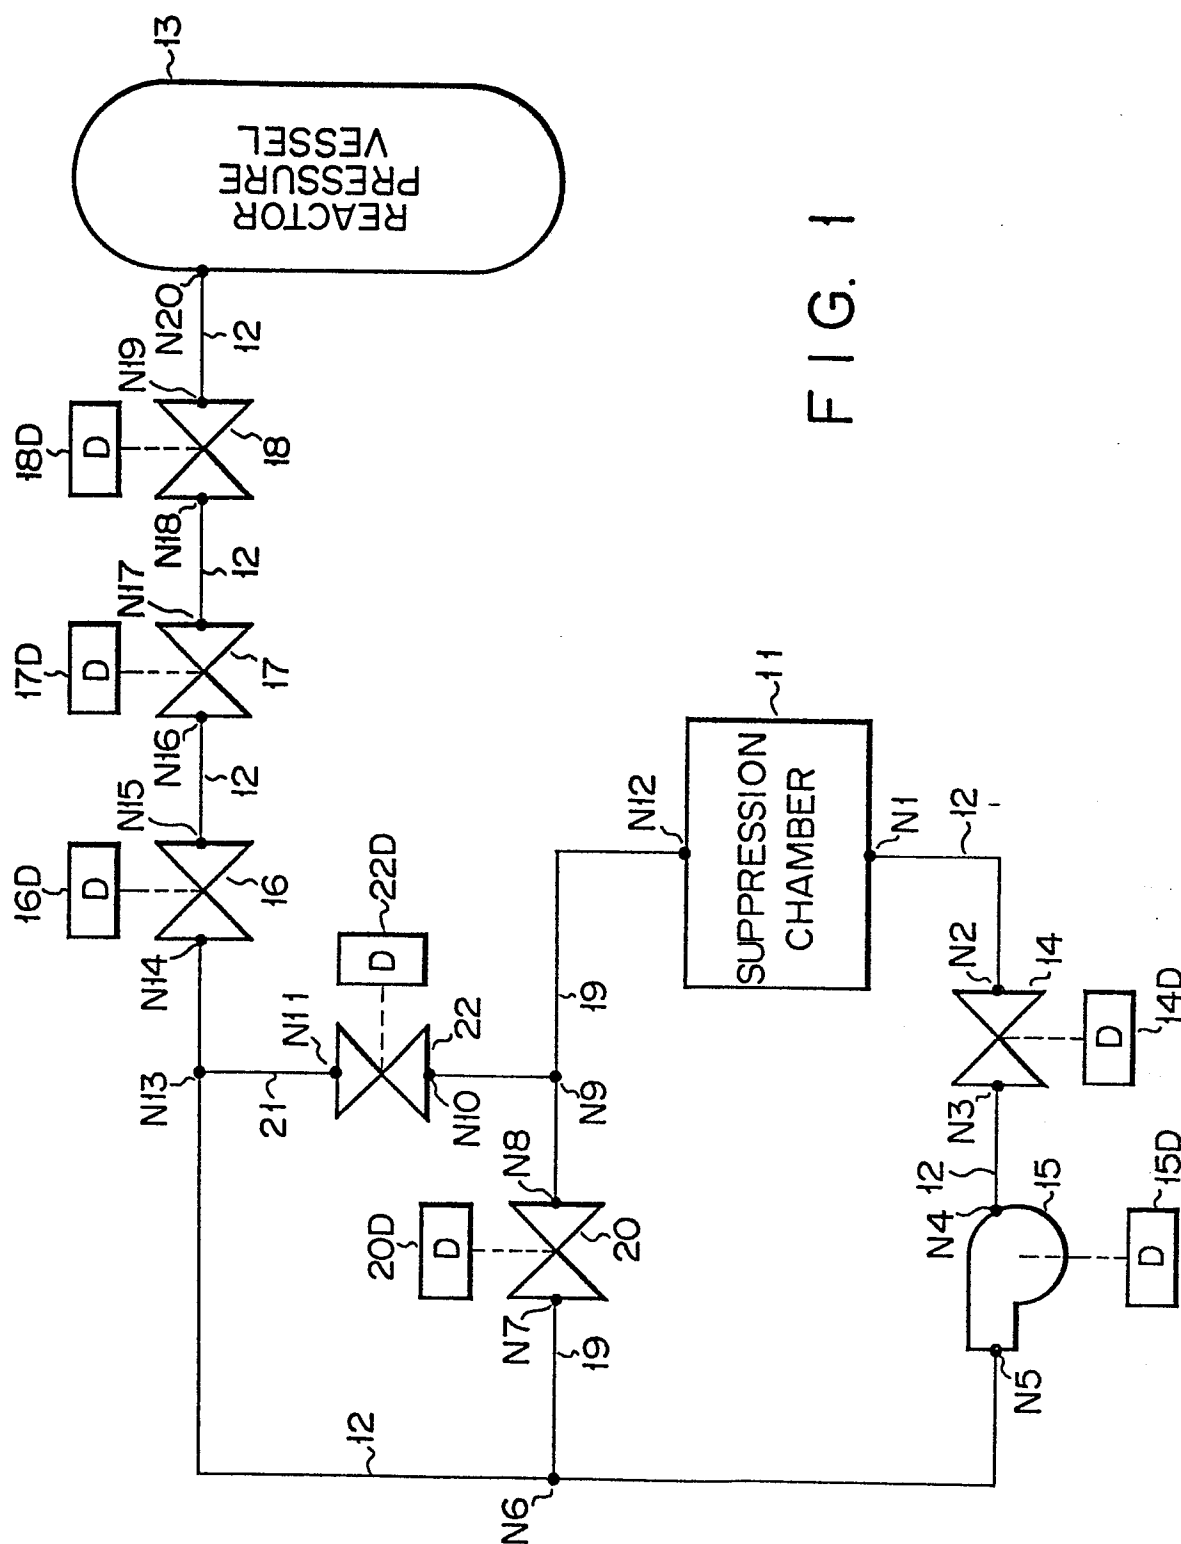 13
REACTOR
PRESSURE
VESSEL
N20
12
N19
18D
D
18
N18
12
N17
17D
D
17
N16
12
N15
16D
D
16
N14
N13
21
N11
22D
D
22
N10
N9
19
N8
20D
D
20
N7
19
12
N6
N12
SUPPRESSION
CHAMBER
11
N1
12
N2
14
14D
D
N3
12
N4
15
15D
D
N5
FIG. 1